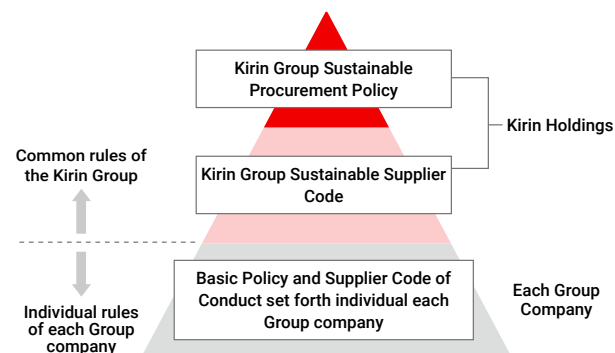 Kirin Group Sustainable
Procurement Policy
Kirin Holdings
Common rules of
the Kirin Group
Kirin Group Sustainable Supplier
Code
Basic Policy and Supplier Code of
Conduct set forth individual each
Group company
Each Group
Company
Individual rules
of each Group
company